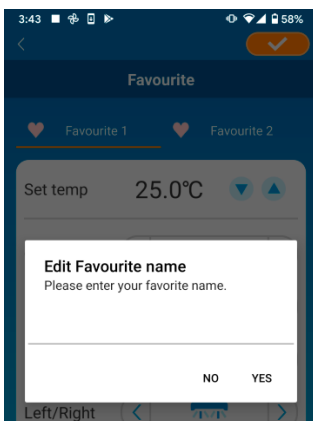 3:43 58%
Favourite
Favourite 1 Favourite 2
Set temp 25.0°C
Edit Favourite name
Please enter your favorite name.
NO YES
Left/Right